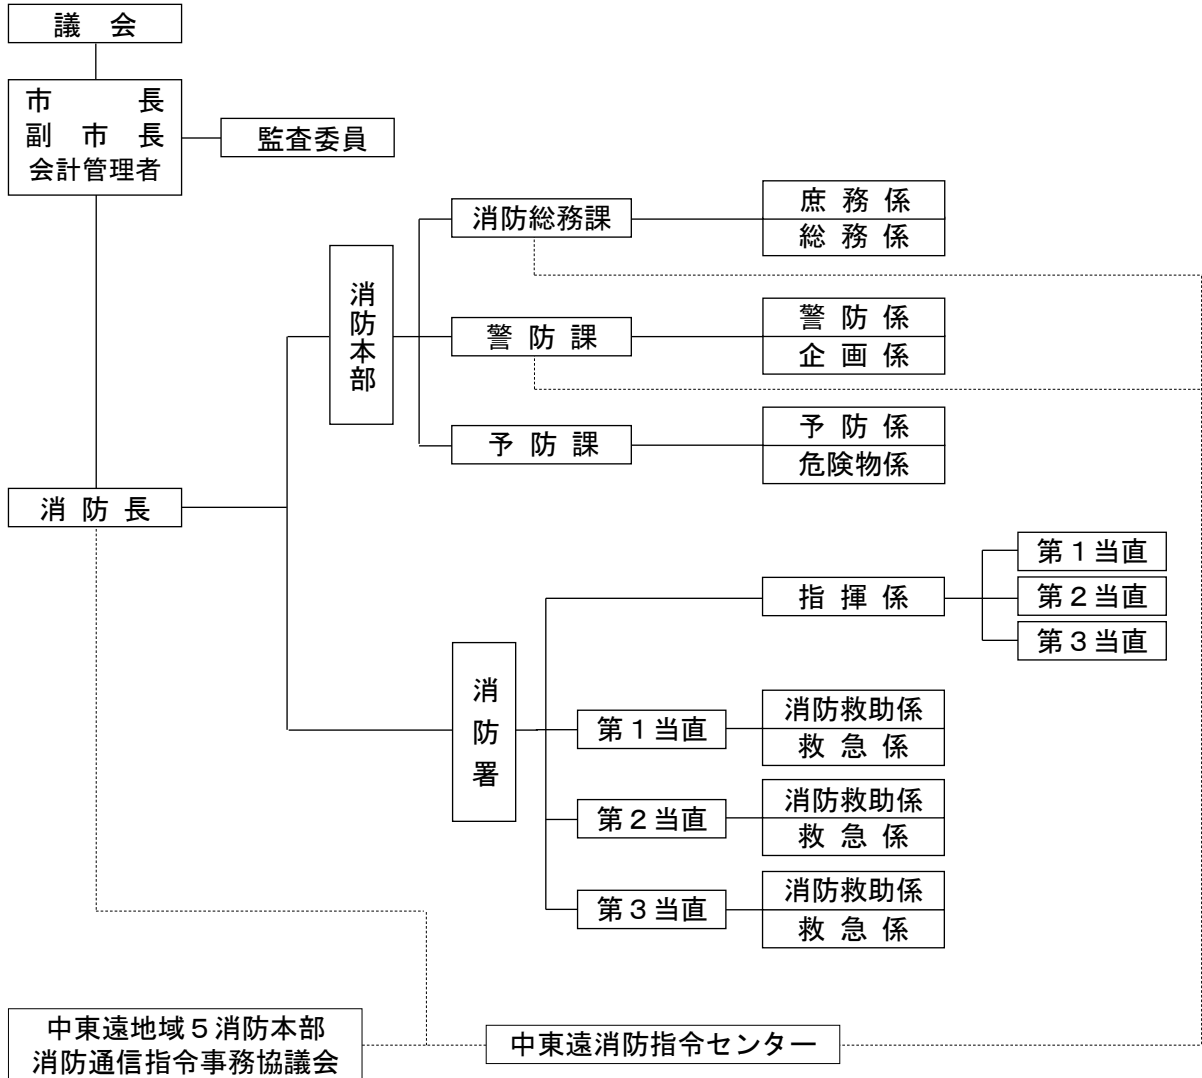 議会
市長
副市長
会計管理者
監査委員
消防本部
消防総務課
庶務係
総務係
警防課
警防係
企画係
予防課
予防係
危険物係
消防長
消防署
指揮係
第１当直
第２当直
第３当直
第１当直
消防救助係
救急係
第２当直
消防救助係
救急係
第３当直
消防救助係
救急係
中東遠地域５消防本部
消防通信指令事務協議会
中東遠消防指令センター